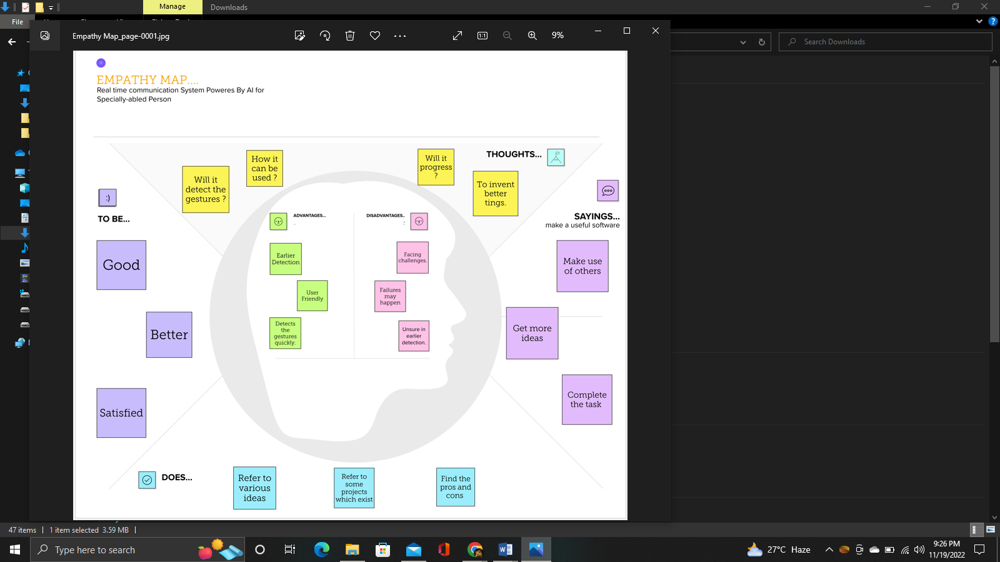 Manage
Downloads
File
Empathy Map_page-0001.jpg
1:1
9%
Search Downloads
EMPATHY MAP....
Real time communication System Poweres By AI for
Specially-abled Person
THOUGHTS...
Will it
detect the
gestures ?
How it
can be
used ?
Will it
progress
?
To invent
better
tings.
:)
TO BE...
Good
Better
Satisfied
ADVANTAGES...
..
Earlier
Detection
User
Friendly
Detects
the
gestures
quickly.
DISADVANTAGES..
Facing
challenges.
Failures
may
happen
Unsure in
earlier
detection.
SAYINGS...
make a useful software
Make use
of others
Get more
ideas
Complete
the task
DOES...
Refer to
various
ideas
Refer to
some
projects
which exist
Find the
pros and
cons
47 items
1 item selected 3.59 MB
Type here to search
27°C Haze
9:26 PM
11/19/2022